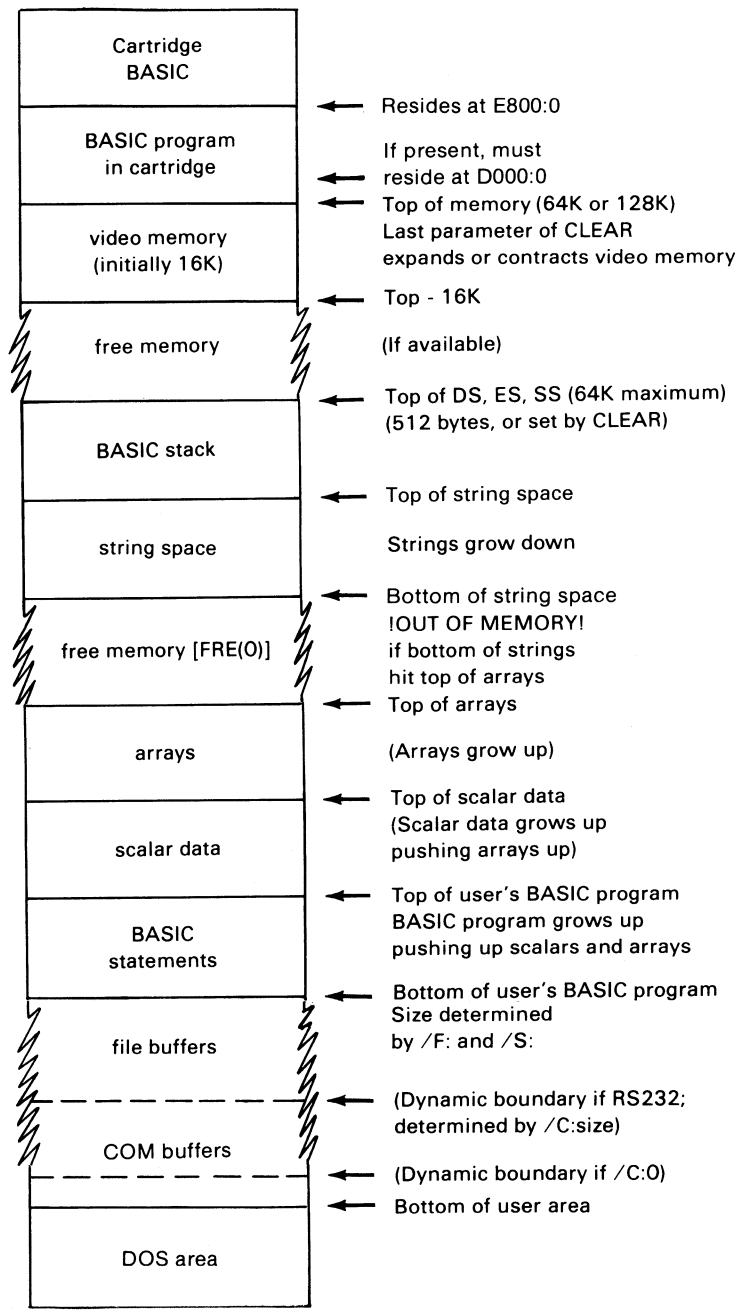 Cartridge
BASIC
Resides at E800:0
BASIC program
in cartridge
If present, must
reside at D000:0
Top of memory (64K or 128K)
video memory
(initially 16K)
Last parameter of CLEAR
expands or contracts video memory
Top - 16K
free memory
(If available)
Top of DS, ES, SS (64K maximum)
(512 bytes, or set by CLEAR)
BASIC stack
Top of string space
string space
Strings grow down
Bottom of string space
!OUT OF MEMORY!
if bottom of strings
hit top of arrays
free memory [FRE(0)]
Top of arrays
arrays
(Arrays grow up)
Top of scalar data
(Scalar data grows up
pushing arrays up)
scalar data
Top of user's BASIC program
BASIC program grows up
pushing up scalars and arrays
BASIC
statements
Bottom of user's BASIC program
Size determined
by /F: and /S:
file buffers
(Dynamic boundary if RS232;
determined by /C:size)
COM buffers
(Dynamic boundary if /C:0)
Bottom of user area
DOS area